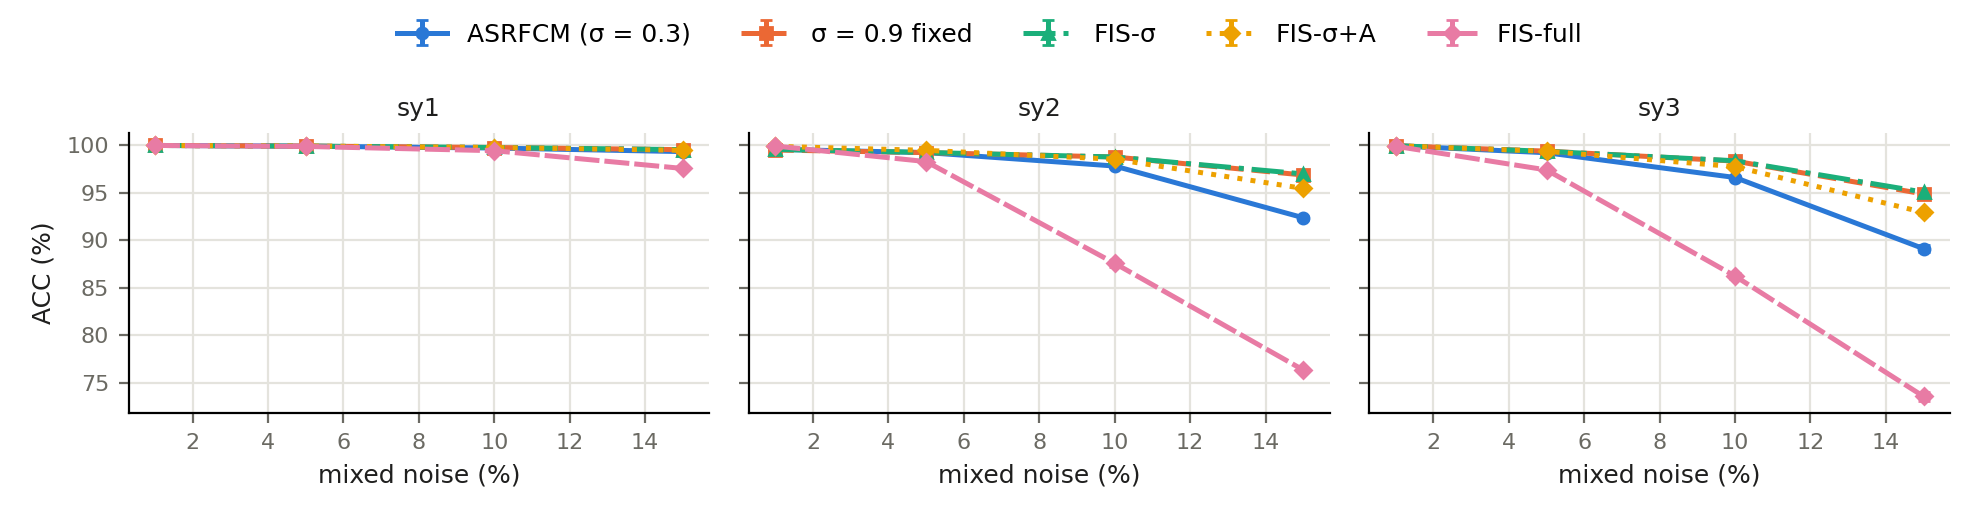 ASRFCM (σ = 0.3) σ = 0.9 fixed FIS-σ FIS-σ+A FIS-full
sy1 sy2 sy3
ACC (%)
100
95
90
85
80
75
2 4 6 8 10 12 14 2 4 6 8 10 12 14 2 4 6 8 10 12 14
mixed noise (%) mixed noise (%) mixed noise (%)